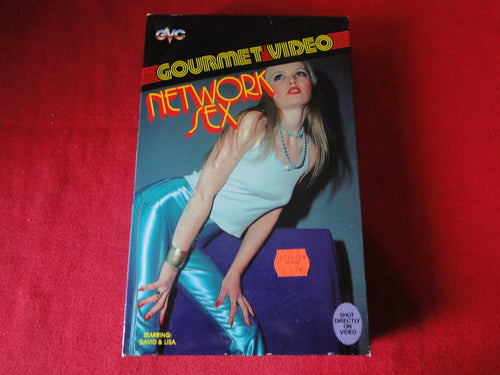 GVC
GOURMET VIDEO
NETWORK
SEX
STARRING:
DAVID & LISA
SHOT
DIRECTLY
ON
VIDEO